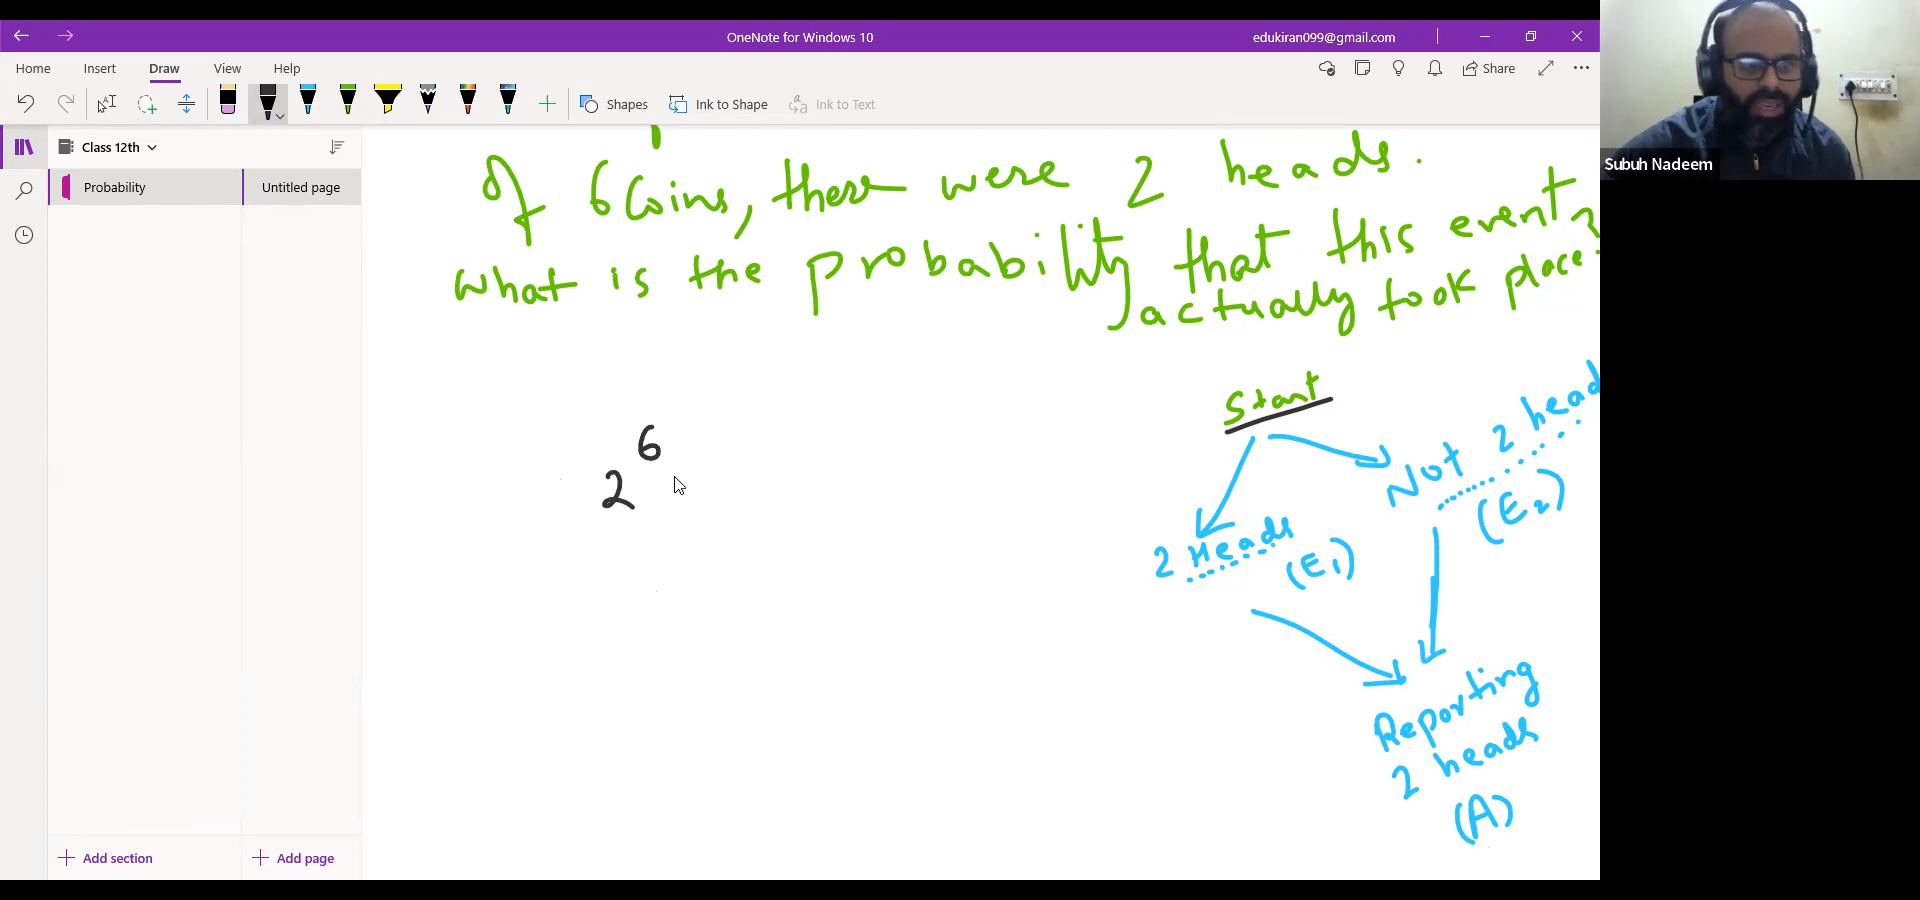 OneNote for Windows 10
edukiran099@gmail.com
Home Insert Draw View Help
Share
Shapes Ink to Shape Ink to Text
Class 12th
Probability Untitled page
Subuh Nadeem
Of 6 Coins, there were 2 heads.
what is the probability that this event
actually took place?
Start
Not 2 head
(E2)
2 Heads
(E1)
2^6
Reporting
2 heads
(A)
Add section Add page